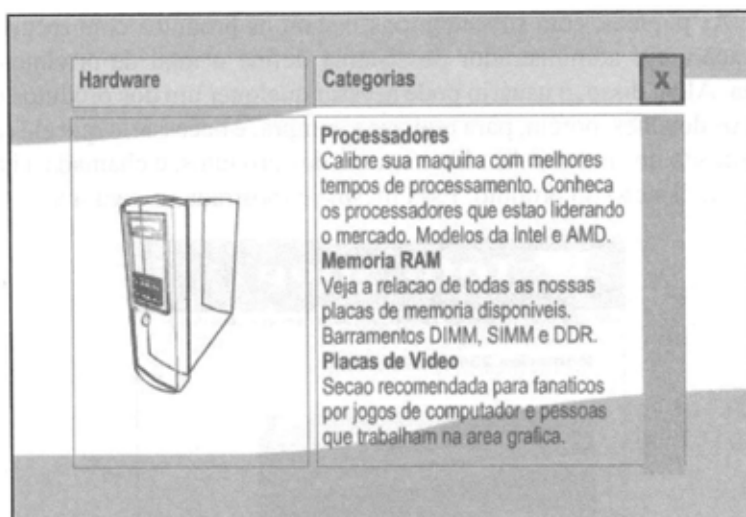 Hardware
Categorias
X
Processadores
Calibre sua maquina com melhores
tempos de processamento. Conheca
os processadores que estao liderando
o mercado. Modelos da Intel e AMD.
Memoria RAM
Veja a relacao de todas as nossas
placas de memoria disponiveis.
Barramentos DIMM, SIMM e DDR.
Placas de Video
Secao recomendada para fanaticos
por jogos de computador e pessoas
que trabalham na area grafica.